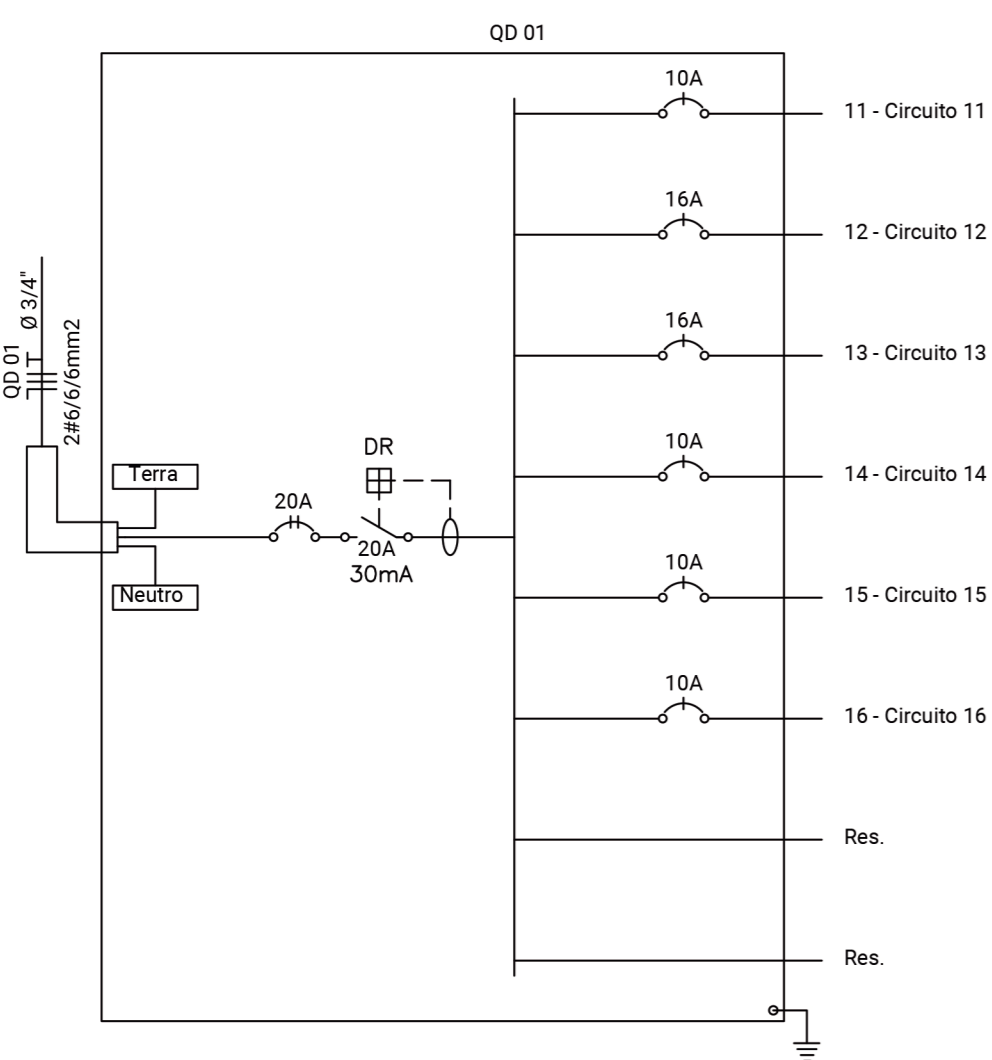 QD 01
10A
11 - Circuito 11
16A
12 - Circuito 12
16A
13 - Circuito 13
10A
14 - Circuito 14
10A
15 - Circuito 15
10A
16 - Circuito 16
Res.
Res.
QD 01
Ø 3/4"
2#6/6/6mm2
Terra
Neutro
20A
DR
20A
30mA